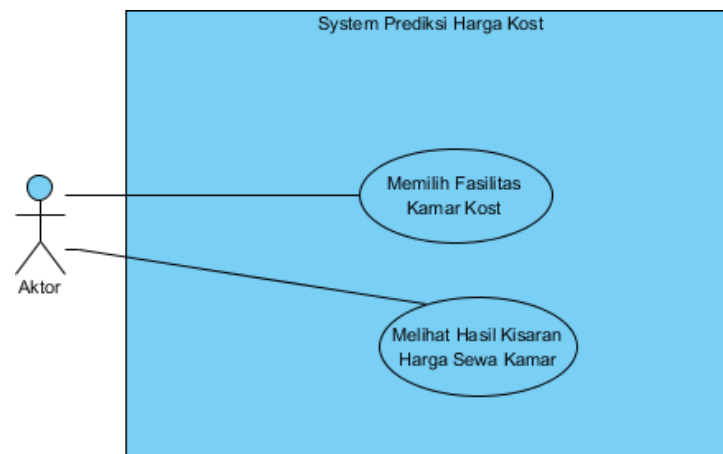 System Prediksi Harga Kost
Memilih Fasilitas
Kamar Kost
Aktor
Melihat Hasil Kisaran
Harga Sewa Kamar